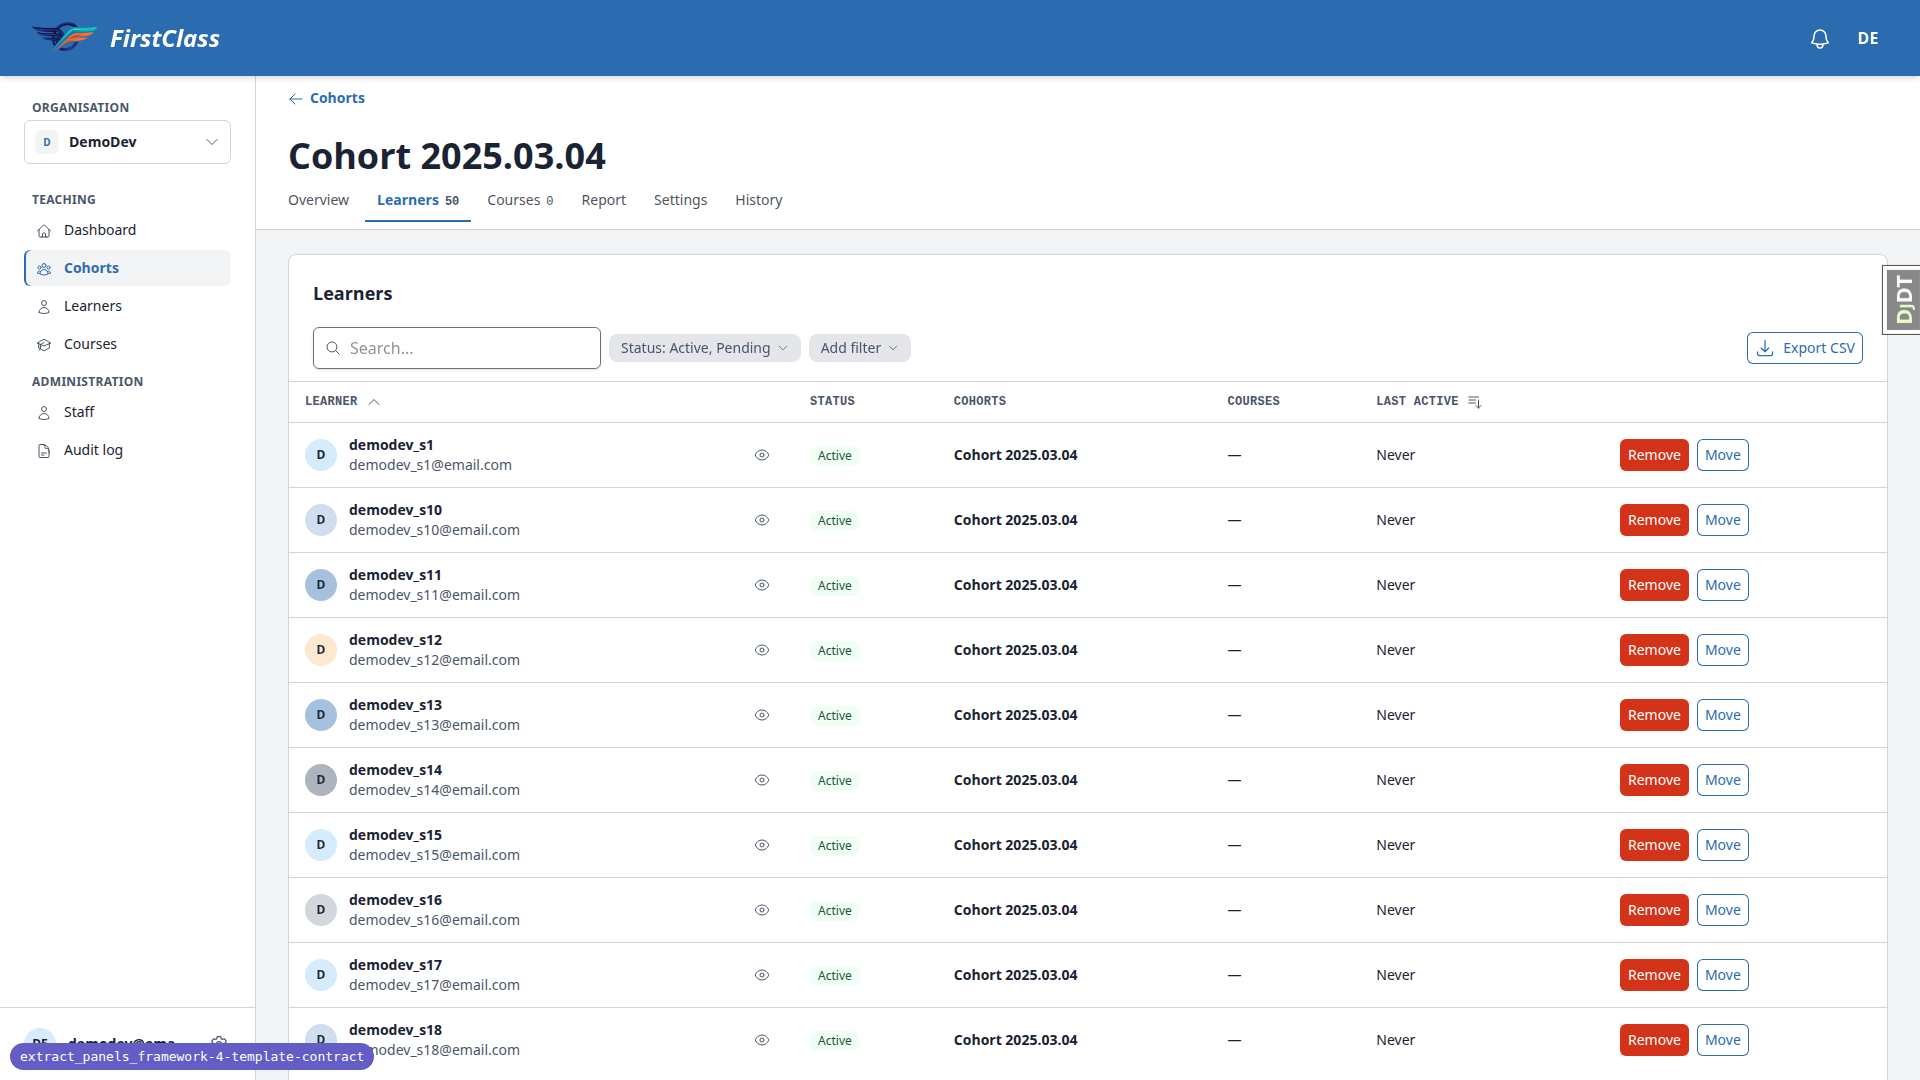 FirstClass
DE
ORGANISATION
D DemoDev
TEACHING
Dashboard
Cohorts
Learners
Courses
ADMINISTRATION
Staff
Audit log
Cohorts
Cohort 2025.03.04
Overview Learners 50 Courses 0 Report Settings History
Learners
Search... Status: Active, Pending Add filter Export CSV
LEARNER STATUS COHORTS COURSES LAST ACTIVE
D demodev_s1 Active Cohort 2025.03.04 — Never Remove Move
demodev_s1@email.com
D demodev_s10 Active Cohort 2025.03.04 — Never Remove Move
demodev_s10@email.com
D demodev_s11 Active Cohort 2025.03.04 — Never Remove Move
demodev_s11@email.com
D demodev_s12 Active Cohort 2025.03.04 — Never Remove Move
demodev_s12@email.com
D demodev_s13 Active Cohort 2025.03.04 — Never Remove Move
demodev_s13@email.com
D demodev_s14 Active Cohort 2025.03.04 — Never Remove Move
demodev_s14@email.com
D demodev_s15 Active Cohort 2025.03.04 — Never Remove Move
demodev_s15@email.com
D demodev_s16 Active Cohort 2025.03.04 — Never Remove Move
demodev_s16@email.com
D demodev_s17 Active Cohort 2025.03.04 — Never Remove Move
demodev_s17@email.com
D demodev_s18 Active Cohort 2025.03.04 — Never Remove Move
DjDT
extract_panels_framework-4-template-contract